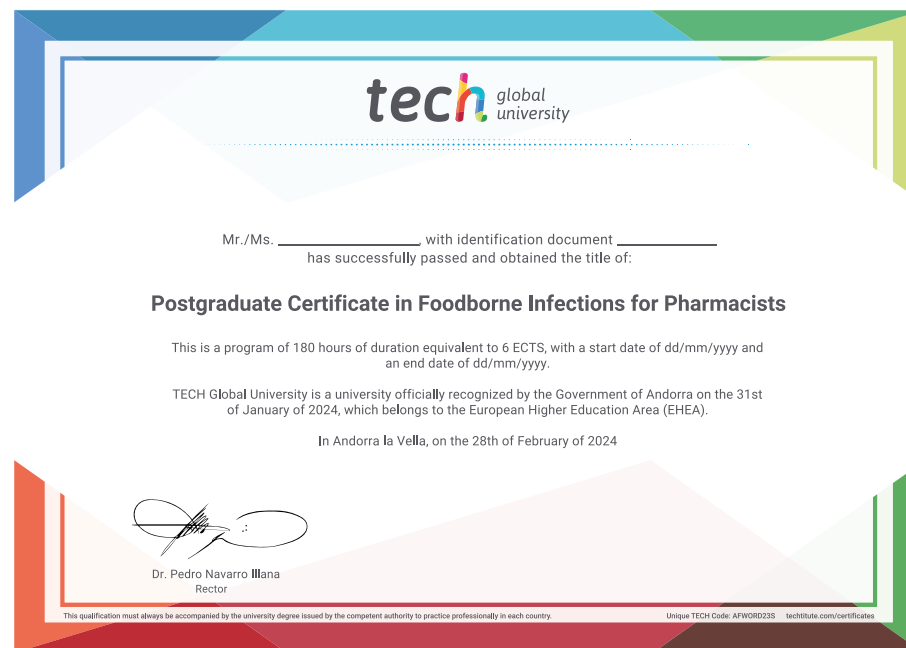 tech global university
Mr./Ms. ______________, with identification document __________
has successfully passed and obtained the title of:
Postgraduate Certificate in Foodborne Infections for Pharmacists
This is a program of 180 hours of duration equivalent to 6 ECTS, with a start date of dd/mm/yyyy and
an end date of dd/mm/yyyy.
TECH Global University is a university officially recognized by the Government of Andorra on the 31st
of January of 2024, which belongs to the European Higher Education Area (EHEA).
In Andorra la Vella, on the 28th of February of 2024
Dr. Pedro Navarro Illana
Rector
This qualification must always be accompanied by the university degree issued by the competent authority to practice professionally in each country.
Unique TECH Code: AFWORD23S techtitute.com/certificates